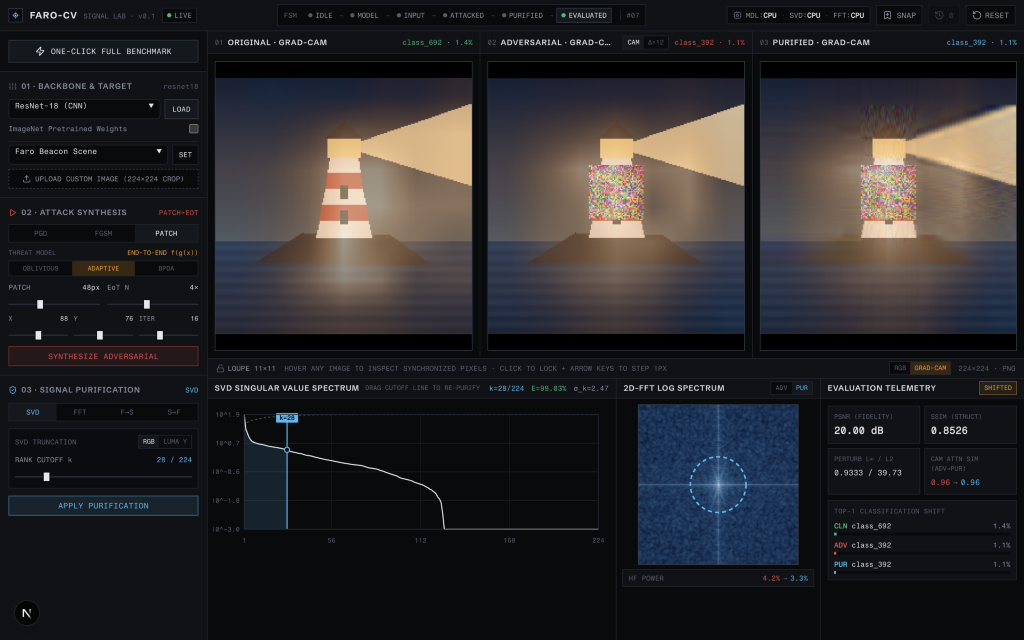 FARO-CV SIGNAL LAB · v0.1 LIVE
FSM IDLE – MODEL – INPUT – ATTACKED – PURIFIED → EVALUATED #07
MDL:CPU · SVD:CPU · FFT:CPU
SNAP
0
RESET
ONE-CLICK FULL BENCHMARK
01 · BACKBONE & TARGET resnet18
ResNet-18 (CNN) LOAD
ImageNet Pretrained Weights
Faro Beacon Scene SET
UPLOAD CUSTOM IMAGE (224×224 CROP)
02 · ATTACK SYNTHESIS PATCH+EOT
PGD FGSM PATCH
THREAT MODEL END-TO-END f(g(x))
OBLIVIOUS ADAPTIVE BPDA
PATCH 48px EoT N 4×
X 88 Y 76 ITER 16
SYNTHESIZE ADVERSARIAL
03 · SIGNAL PURIFICATION SVD
SVD FFT F→S S→F
SVD TRUNCATION RGB LUMA Y
RANK CUTOFF k 28 / 224
APPLY PURIFICATION
N
01 ORIGINAL · GRAD-CAM class_692 · 1.4%
02 ADVERSARIAL · GRAD-C… CAM Δ×12 class_392 · 1.1%
03 PURIFIED · GRAD-CAM class_392 · 1.1%
LOUPE 11×11 HOVER ANY IMAGE TO INSPECT SYNCHRONIZED PIXELS · CLICK TO LOCK + ARROW KEYS TO STEP 1PX
RGB GRAD-CAM 224×224 · PNG
SVD SINGULAR VALUE SPECTRUM DRAG CUTOFF LINE TO RE-PURIFY k=28/224 E=99.83% σ_k=2.47
k=28
10^1.9
10^0.7
10^-0.6
10^-1.8
10^-3.0
1 56 112 168 224
2D-FFT LOG SPECTRUM ADV PUR
HF POWER 4.2% → 3.3%
EVALUATION TELEMETRY SHIFTED
PSNR (FIDELITY)
20.00 dB
SSIM (STRUCT)
0.8526
PERTURB L∞ / L2
0.9333 / 39.73
CAM ATTN SIM
(ADV→PUR)
0.96 → 0.96
TOP-1 CLASSIFICATION SHIFT
CLN class_692 1.4%
ADV class_392 1.1%
PUR class_392 1.1%